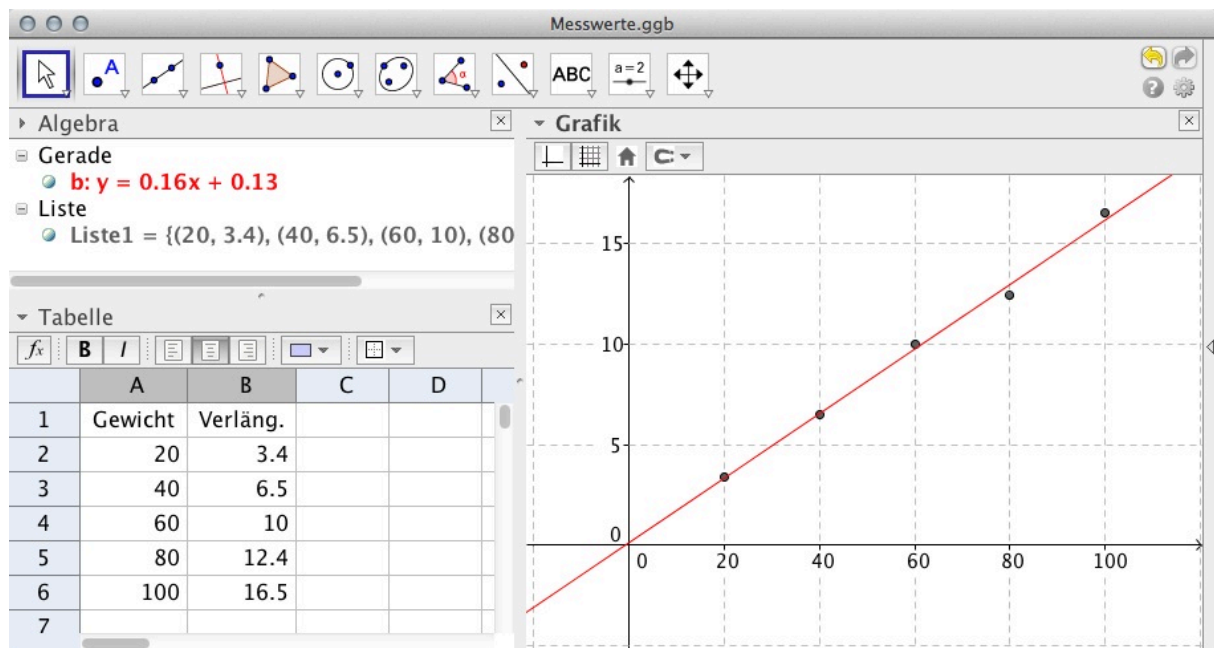 Messwerte.ggb
A
α
ABC
a=2
Algebra
Gerade
b: y = 0.16x + 0.13
Liste
Liste1 = {(20, 3.4), (40, 6.5), (60, 10), (80
Tabelle
fx B I
A B C D
1 Gewicht Verläng.
2 20 3.4
3 40 6.5
4 60 10
5 80 12.4
6 100 16.5
7
Grafik
15
10
5
0
0 20 40 60 80 100